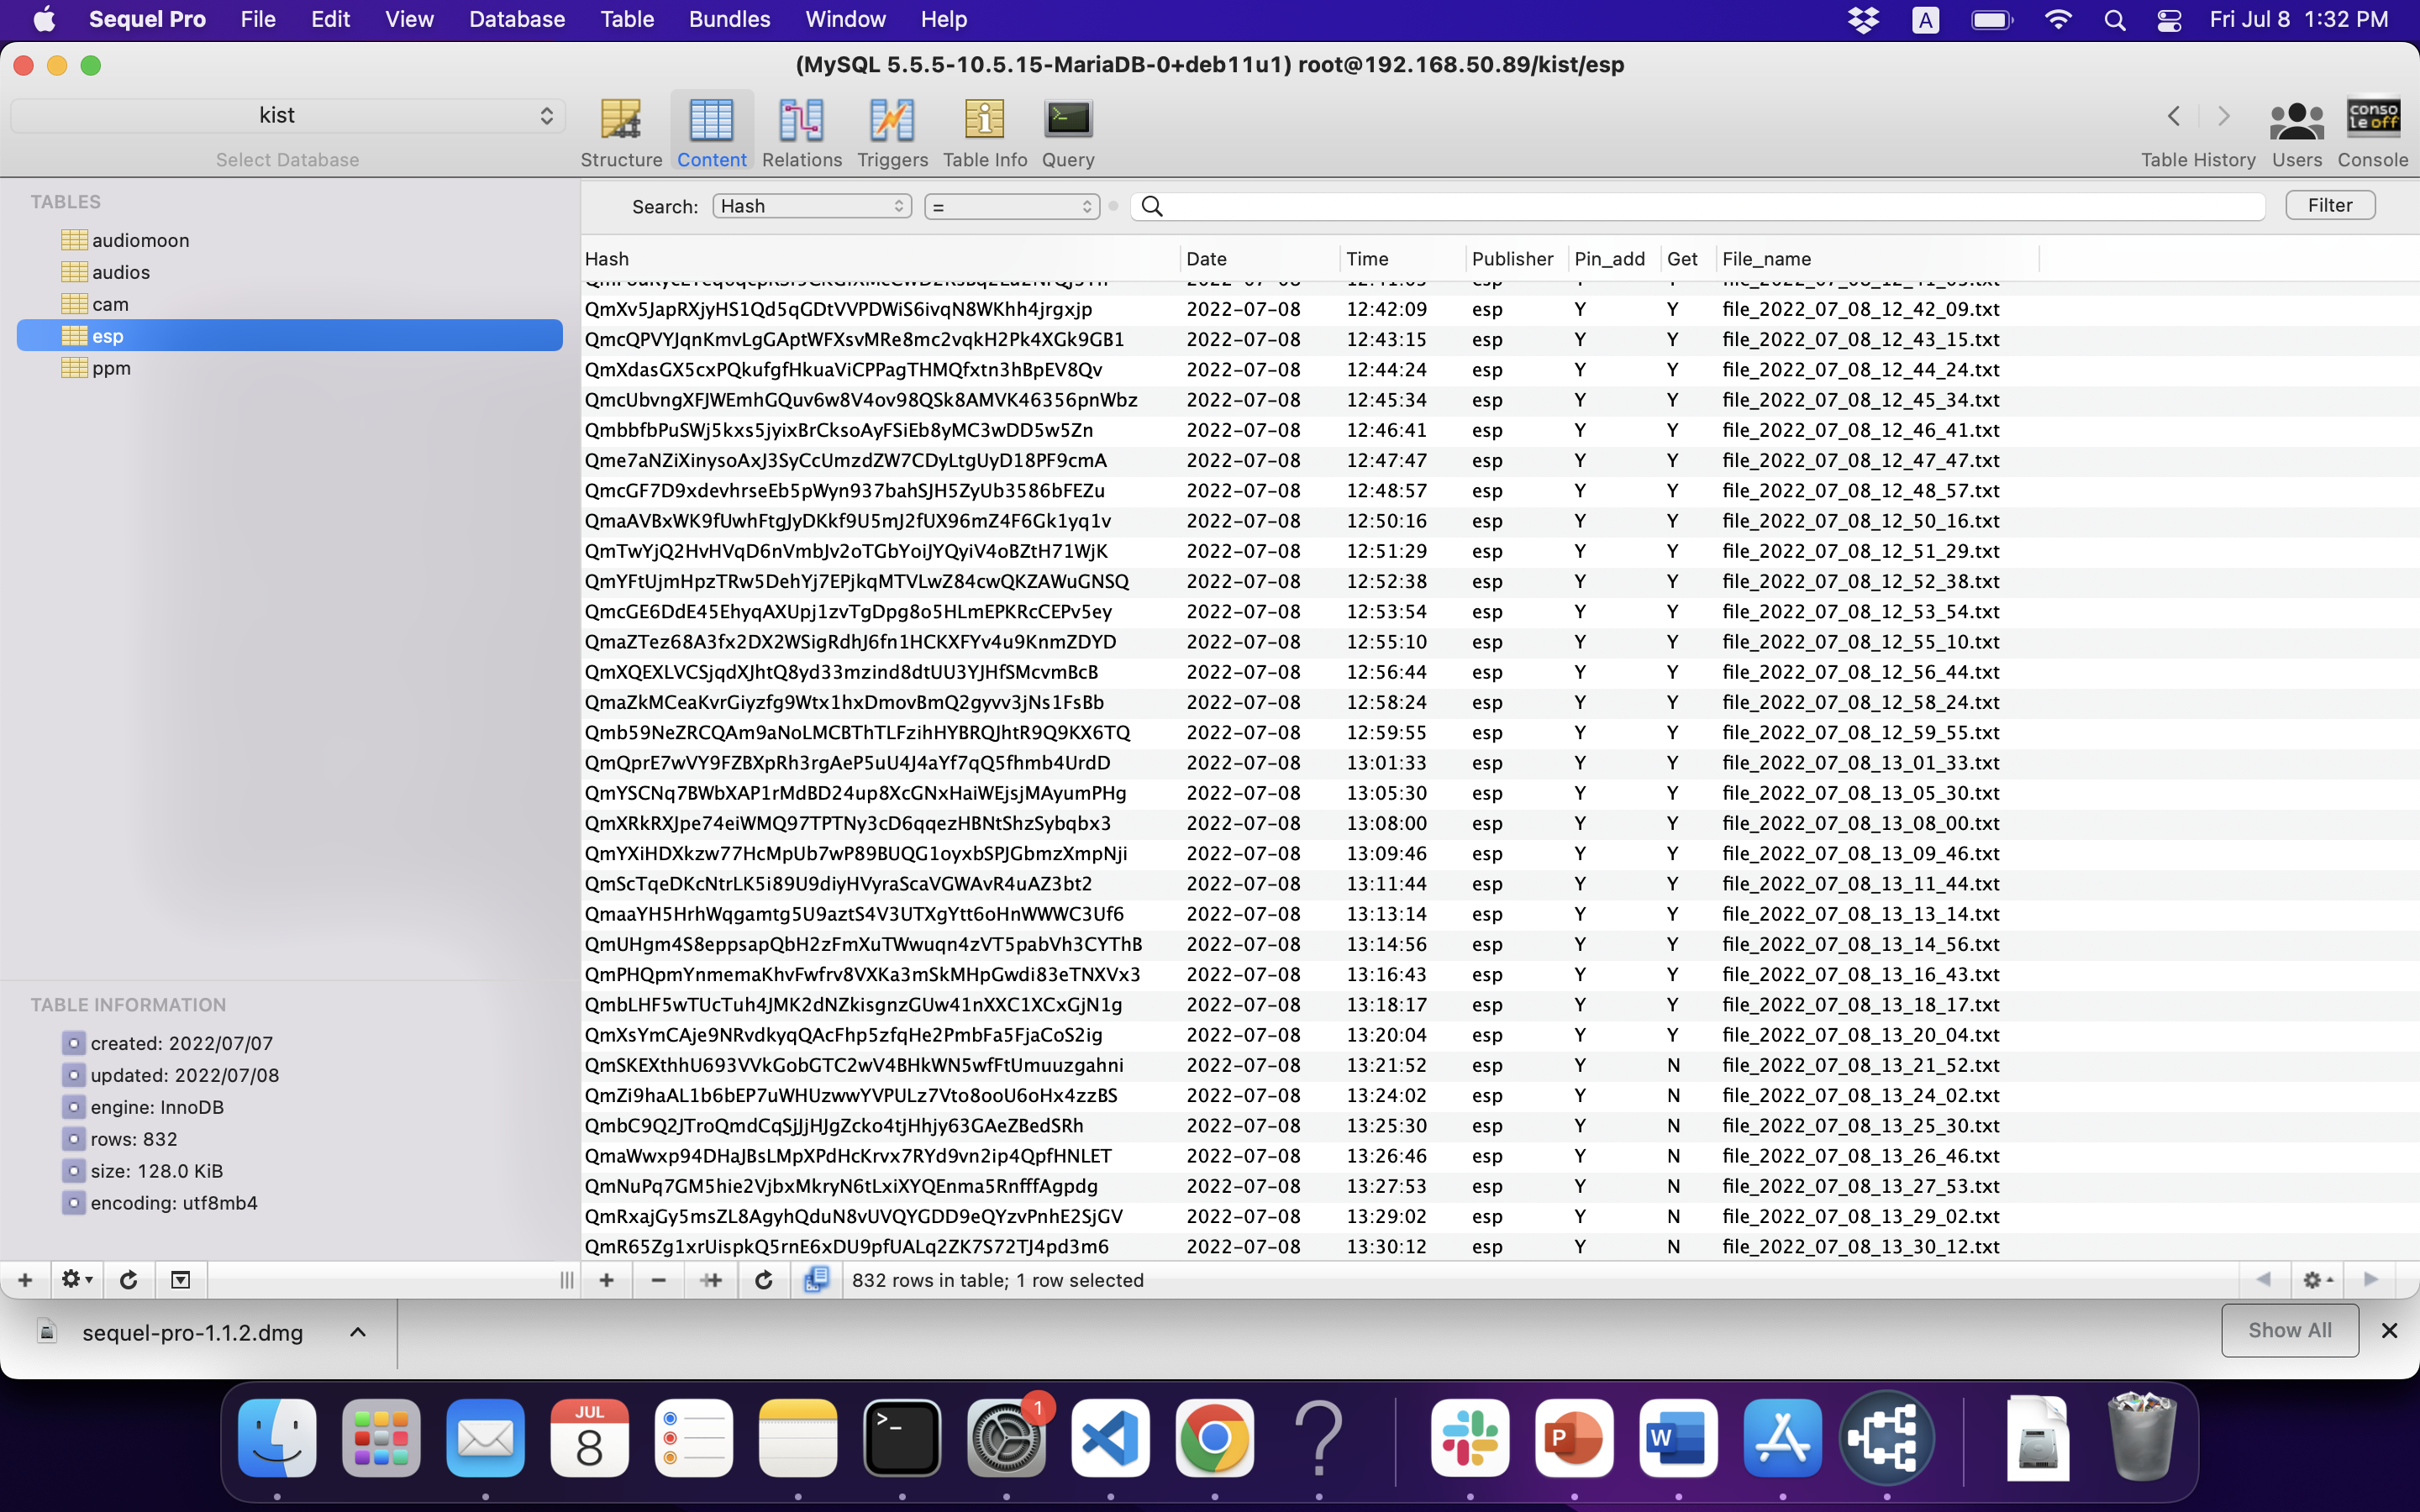 Sequel Pro File Edit View Database Table Bundles Window Help A Fri Jul 8 1:32 PM
(MySQL 5.5.5-10.5.15-MariaDB-0+deb11u1) root@192.168.50.89/kist/esp
kist
Select Database
Structure Content Relations Triggers Table Info Query
conso
le off
Table History Users Console
TABLES
audiomoon
audios
cam
esp
ppm
Search: Hash = Filter
Hash Date Time Publisher Pin_add Get File_name
QmXv5JapRXjyHS1Qd5qGDtVVPDWiS6ivqN8WKhh4jrgxjp 2022-07-08 12:42:09 esp Y Y file_2022_07_08_12_42_09.txt
QmcQPVYJqnKmvLgGAptWFXsvMRe8mc2vqkH2Pk4XGk9GB1 2022-07-08 12:43:15 esp Y Y file_2022_07_08_12_43_15.txt
QmXdasGX5cxPQkufgfHkuaViCPPagTHMQfxtn3hBpEV8Qv 2022-07-08 12:44:24 esp Y Y file_2022_07_08_12_44_24.txt
QmcUbvngXFJWEmhGQuv6w8V4ov98QSk8AMVK46356pnWbz 2022-07-08 12:45:34 esp Y Y file_2022_07_08_12_45_34.txt
QmbbfbPuSWj5kxs5jyixBrCksoAyFSiEb8yMC3wDD5w5Zn 2022-07-08 12:46:41 esp Y Y file_2022_07_08_12_46_41.txt
Qme7aNZiXinysoAxJ3SyCcUmzdZW7CDyLtgUyD18PF9cmA 2022-07-08 12:47:47 esp Y Y file_2022_07_08_12_47_47.txt
QmcGF7D9xdevhrseEb5pWyn937bahSJH5ZyUb3586bFEZu 2022-07-08 12:48:57 esp Y Y file_2022_07_08_12_48_57.txt
QmaAVBxWK9fUwhFtgJyDKkf9U5mJ2fUX96mZ4F6Gk1yq1v 2022-07-08 12:50:16 esp Y Y file_2022_07_08_12_50_16.txt
QmTwYjQ2HvHVqD6nVmbJv2oTGbYoiJYQyiV4oBZtH71WjK 2022-07-08 12:51:29 esp Y Y file_2022_07_08_12_51_29.txt
QmYFtUjmHpzTRw5DehYj7EPjkqMTVLwZ84cwQKZAWuGNSQ 2022-07-08 12:52:38 esp Y Y file_2022_07_08_12_52_38.txt
QmcGE6DdE45EhyqAXUpj1zvTgDpg8o5HLmEPKRcCEPv5ey 2022-07-08 12:53:54 esp Y Y file_2022_07_08_12_53_54.txt
QmaZTez68A3fx2DX2WSigRdhJ6fn1HCKXFYv4u9KnmZDYD 2022-07-08 12:55:10 esp Y Y file_2022_07_08_12_55_10.txt
QmXQEXLVCSjqdXJhtQ8yd33mzind8dtUU3YJHfSMcvmBcB 2022-07-08 12:56:44 esp Y Y file_2022_07_08_12_56_44.txt
QmaZkMCeaKvrGiyzfg9Wtx1hxDmovBmQ2gyvv3jNs1FsBb 2022-07-08 12:58:24 esp Y Y file_2022_07_08_12_58_24.txt
Qmb59NeZRCQAm9aNoLMCBThTLFzihHYBRQJhtR9Q9KX6TQ 2022-07-08 12:59:55 esp Y Y file_2022_07_08_12_59_55.txt
QmQprE7wVY9FZBXpRh3rgAeP5uU4J4aYf7qQ5fhmb4UrdD 2022-07-08 13:01:33 esp Y Y file_2022_07_08_13_01_33.txt
QmYSCNq7BWbXAP1rMdBD24up8XcGNxHaiWEjsjMAyumPHg 2022-07-08 13:05:30 esp Y Y file_2022_07_08_13_05_30.txt
QmXRkRXJpe74eiWMQ97TPTNy3cD6qqezHBNtShzSybqbx3 2022-07-08 13:08:00 esp Y Y file_2022_07_08_13_08_00.txt
QmYXiHDXkzw77HcMpUb7wP89BUQG1oyxbSPJGbmzXmpNji 2022-07-08 13:09:46 esp Y Y file_2022_07_08_13_09_46.txt
QmScTqeDKcNtrLK5i89U9diyHVyraScaVGWAvR4uAZ3bt2 2022-07-08 13:11:44 esp Y Y file_2022_07_08_13_11_44.txt
QmaaYH5HrhWqgamtg5U9aztS4V3UTXgYtt6oHnWWWC3Uf6 2022-07-08 13:13:14 esp Y Y file_2022_07_08_13_13_14.txt
QmUHgm4S8eppsapQbH2zFmXuTWwuqn4zVT5pabVh3CYThB 2022-07-08 13:14:56 esp Y Y file_2022_07_08_13_14_56.txt
QmPHQpmYnmemaKhvFwfrv8VXKa3mSkMHpGwdi83eTNXVx3 2022-07-08 13:16:43 esp Y Y file_2022_07_08_13_16_43.txt
QmbLHF5wTUcTuh4JMK2dNZkisgnzGUw41nXXC1XCxGjN1g 2022-07-08 13:18:17 esp Y Y file_2022_07_08_13_18_17.txt
QmXsYmCAje9NRvdkyqQAcFhp5zfqHe2PmbFa5FjaCoS2ig 2022-07-08 13:20:04 esp Y Y file_2022_07_08_13_20_04.txt
QmSKEXthhU693VVkGobGTC2wV4BHkWN5wfFtUmuuzgahni 2022-07-08 13:21:52 esp Y N file_2022_07_08_13_21_52.txt
QmZi9haAL1b6bEP7uWHUzwwYVPULz7Vto8ooU6oHx4zzBS 2022-07-08 13:24:02 esp Y N file_2022_07_08_13_24_02.txt
QmbC9Q2JTroQmdCqSjJjHJgZcko4tjHhjy63GAeZBedSRh 2022-07-08 13:25:30 esp Y N file_2022_07_08_13_25_30.txt
QmaWwxp94DHaJBsLMpXPdHcKrvx7RYd9vn2ip4QpfHNLET 2022-07-08 13:26:46 esp Y N file_2022_07_08_13_26_46.txt
QmNuPq7GM5hie2VjbxMkryN6tLxiXYQEnma5RnfffAgpdg 2022-07-08 13:27:53 esp Y N file_2022_07_08_13_27_53.txt
QmRxajGy5msZL8AgyhQduN8vUVQYGDD9eQYzvPnhE2SjGV 2022-07-08 13:29:02 esp Y N file_2022_07_08_13_29_02.txt
QmR65Zg1xrUispkQ5rnE6xDU9pfUALq2ZK7S72TJ4pd3m6 2022-07-08 13:30:12 esp Y N file_2022_07_08_13_30_12.txt
TABLE INFORMATION
created: 2022/07/07
updated: 2022/07/08
engine: InnoDB
rows: 832
size: 128.0 KiB
encoding: utf8mb4
832 rows in table; 1 row selected
sequel-pro-1.1.2.dmg Show All
JUL
8
1
P
W